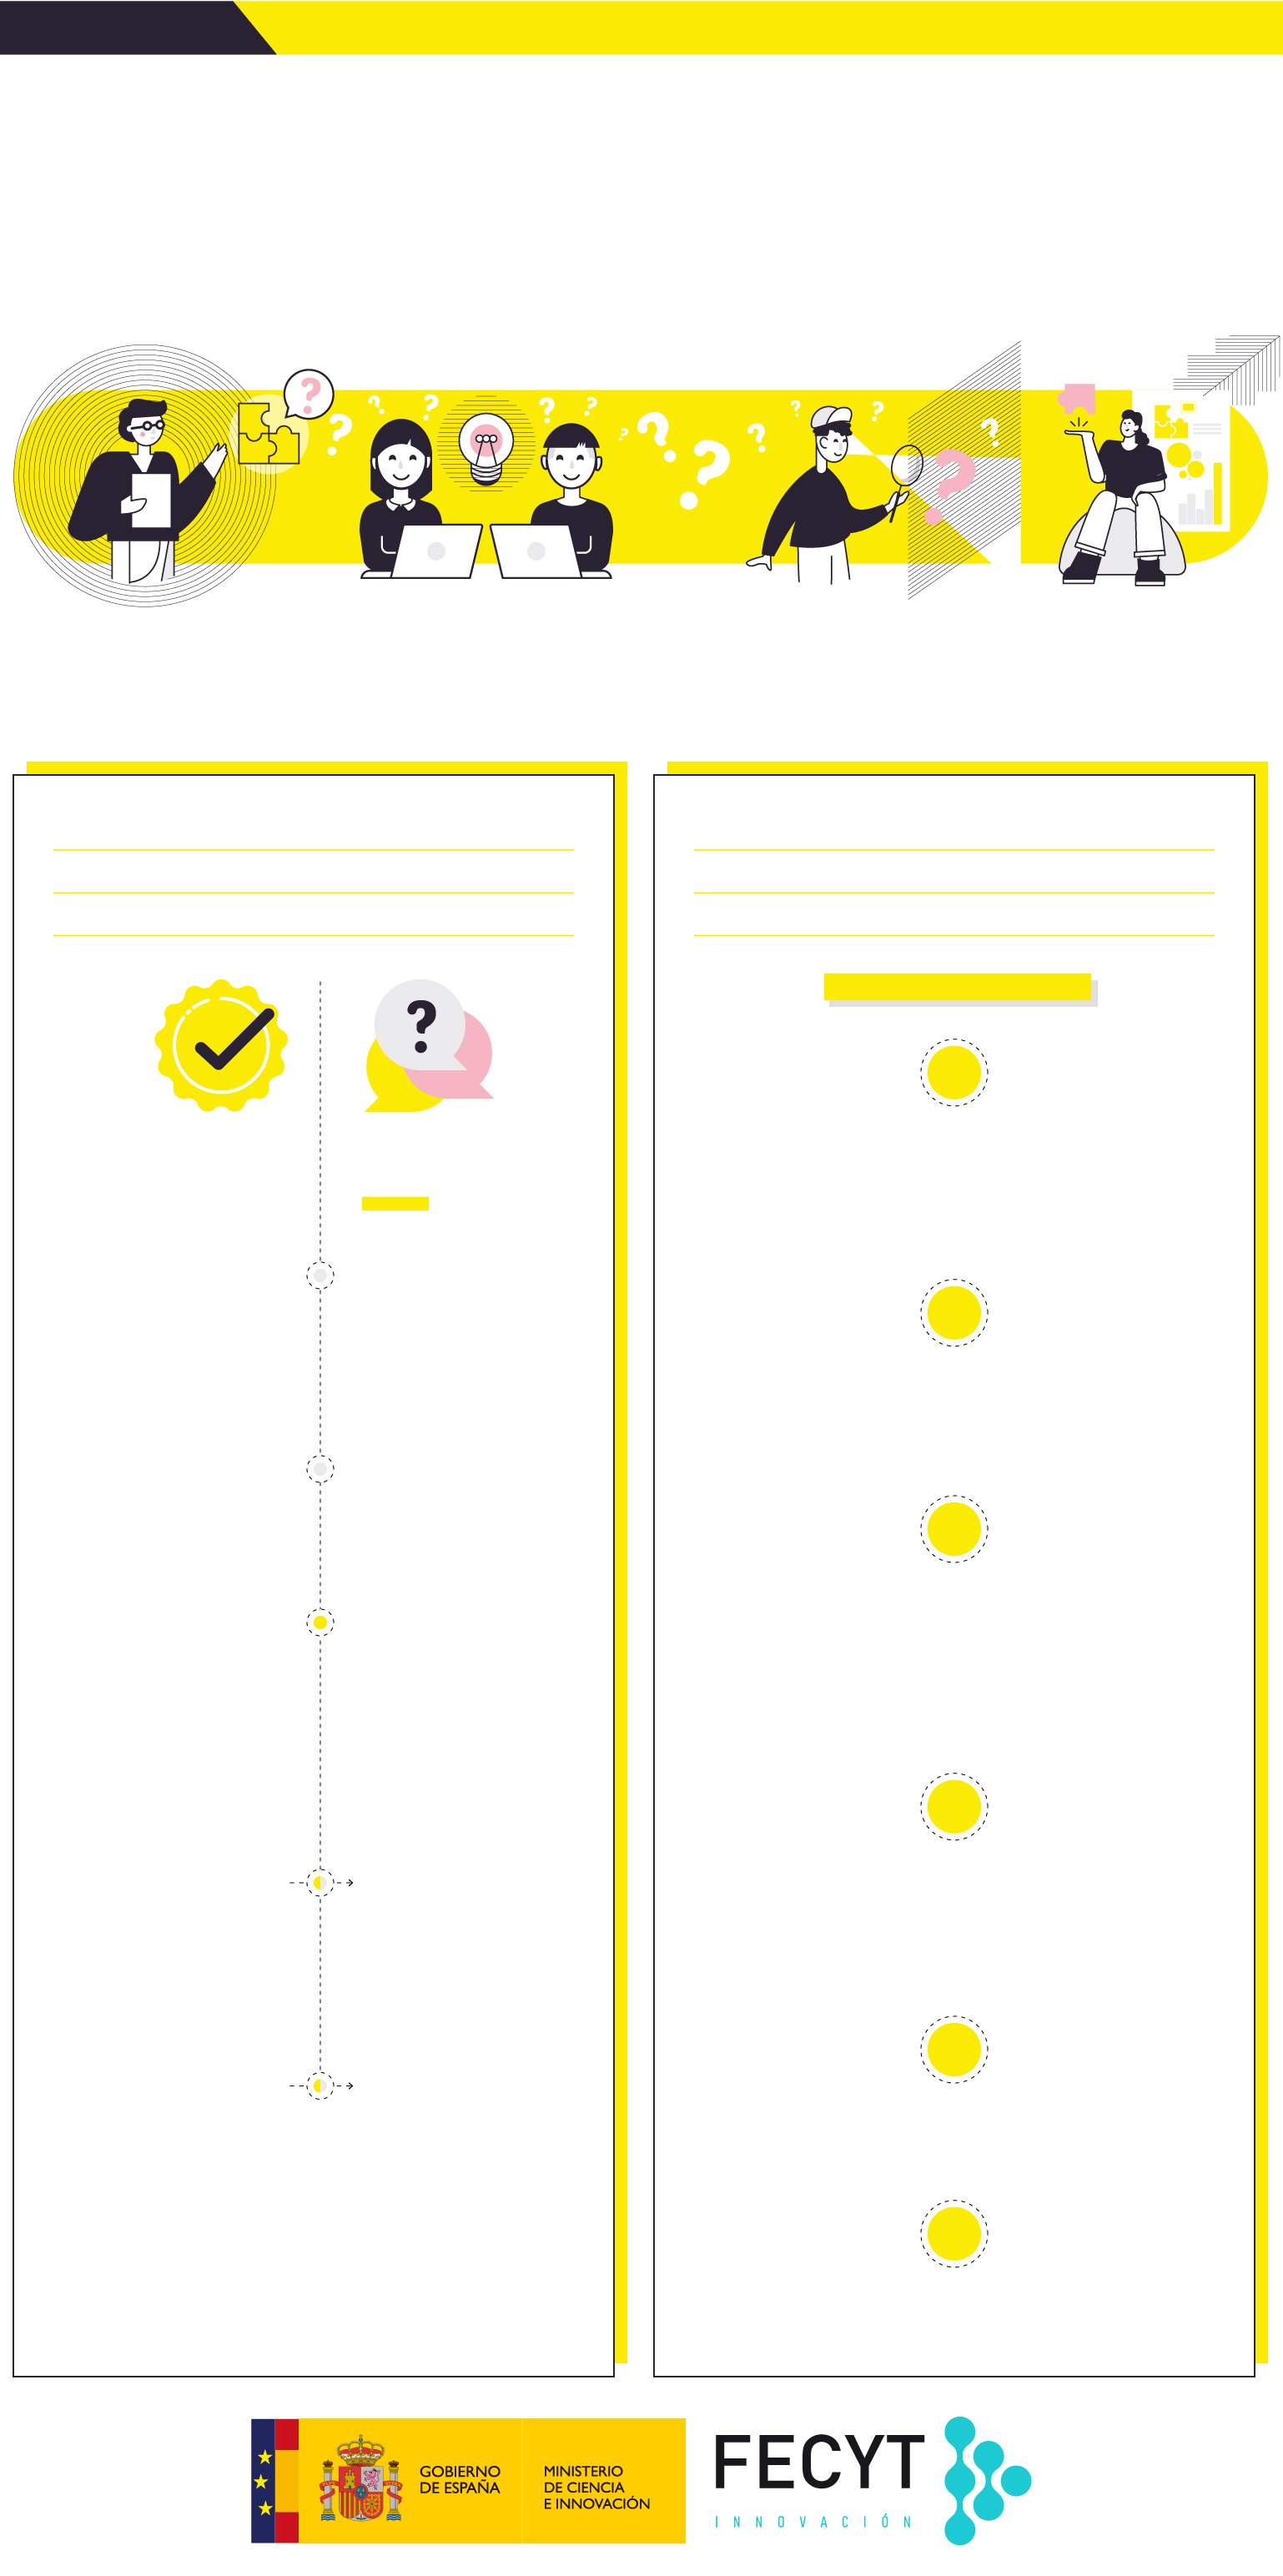 GOBIERNO
DE ESPAÑA
MINISTERIO
DE CIENCIA
E INNOVACIÓN
FECYT
INNOVACIÓN